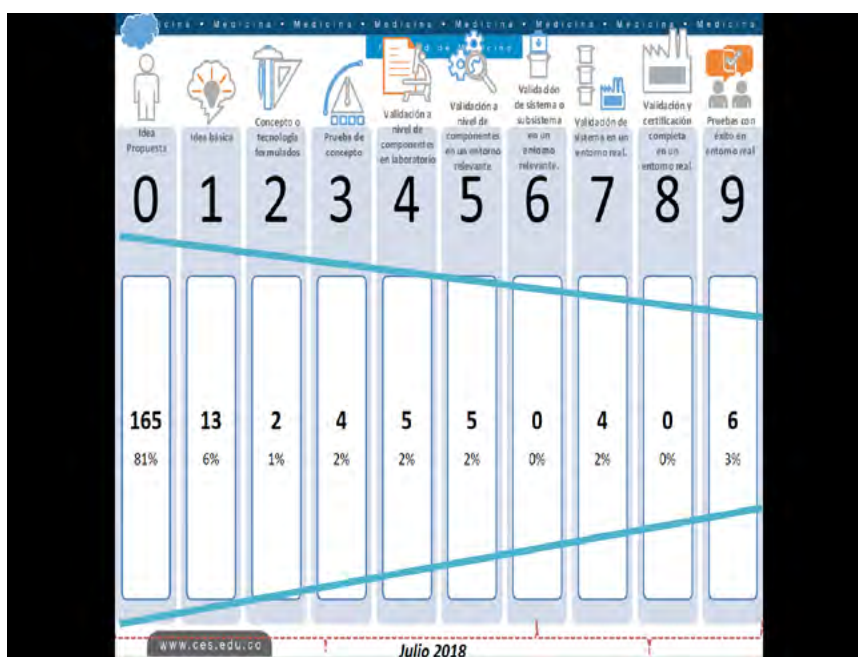 cina • Medicina • Medicina • Medicina • Medicina • Medicina • Medicina • Medicina
Idea
Propuesta
Idea básica
Concepto o
tecnología
formulados
Prueba de
concepto
Validación a
nivel de
componentes
en laboratorio
Validación a
nivel de
componentes
en un entorno
relevante
Validación
de sistema o
subsistema
en un
entorno
relevante.
Validación de
sistema en un
entorno real.
Validación y
certificación
completa
en un
entorno real
Pruebas con
éxito en
entorno real
0 1 2 3 4 5 6 7 8 9
165 13 2 4 5 5 0 4 0 6
81% 6% 1% 2% 2% 2% 0% 2% 0% 3%
www.ces.edu.co
Julio 2018